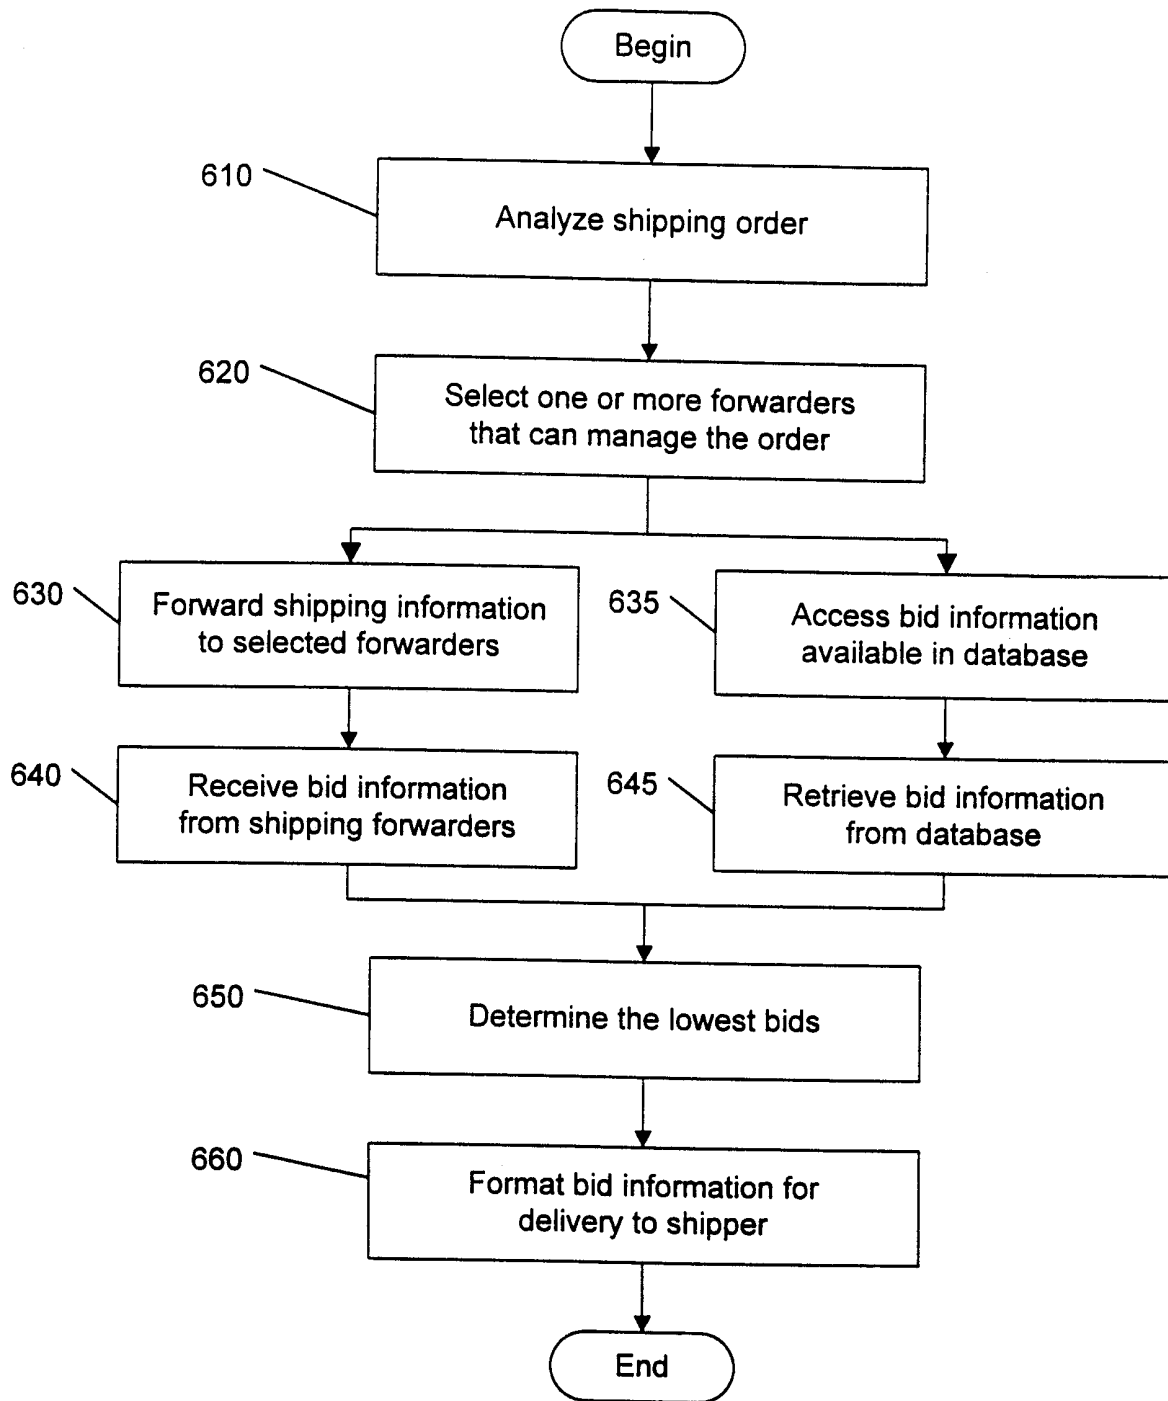 Begin
610
Analyze shipping order
620
Select one or more forwarders
that can manage the order
630
Forward shipping information
to selected forwarders
635
Access bid information
available in database
640
Receive bid information
from shipping forwarders
645
Retrieve bid information
from database
650
Determine the lowest bids
660
Format bid information for
delivery to shipper
End